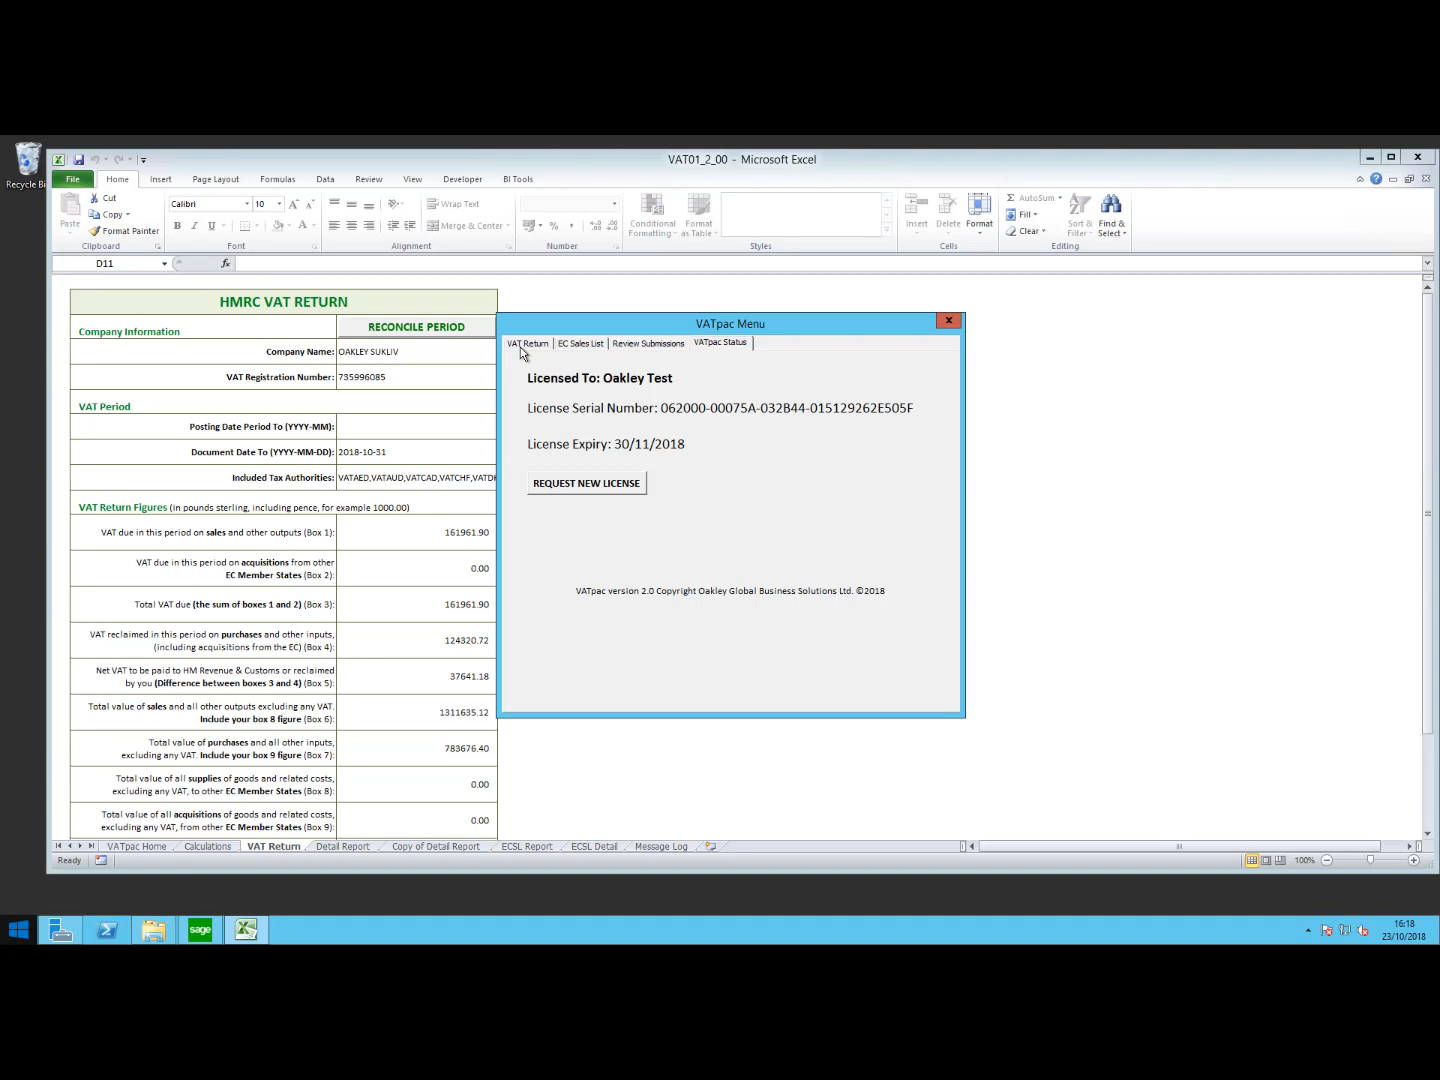 VAT01_2_00 - Microsoft Excel
Recycle Bi
File Home Insert Page Layout Formulas Data Review View Developer BI Tools
Paste
Cut
Copy
Format Painter
Clipboard
Calibri 10
B I U
Font
Wrap Text
Merge & Center
Alignment
Number
Conditional Formatting
Format as Table
Styles
Insert Delete Format
Cells
AutoSum
Fill
Clear
Sort & Filter
Find & Select
Editing
D11
fx
HMRC VAT RETURN
Company Information RECONCILE PERIOD
Company Name: OAKLEY SUKLIV
VAT Registration Number: 735996085
VAT Period
Posting Date Period To (YYYY-MM):
Document Date To (YYYY-MM-DD): 2018-10-31
Included Tax Authorities: VATAED,VATAUD,VATCAD,VATCHF,VATDK
VAT Return Figures (in pounds sterling, including pence, for example 1000.00)
VAT due in this period on sales and other outputs (Box 1): 161961.90
VAT due in this period on acquisitions from other
EC Member States (Box 2): 0.00
Total VAT due (the sum of boxes 1 and 2) (Box 3): 161961.90
VAT reclaimed in this period on purchases and other inputs,
(including acquisitions from the EC) (Box 4): 124320.72
Net VAT to be paid to HM Revenue & Customs or reclaimed
by you (Difference between boxes 3 and 4) (Box 5): 37641.18
Total value of sales and all other outputs excluding any VAT.
Include your box 8 figure (Box 6): 1311635.12
Total value of purchases and all other inputs,
excluding any VAT. Include your box 9 figure (Box 7): 783676.40
Total value of all supplies of goods and related costs,
excluding any VAT, to other EC Member States (Box 8): 0.00
Total value of all acquisitions of goods and related costs,
excluding any VAT, from other EC Member States (Box 9): 0.00
VATpac Menu
VAT Return EC Sales List Review Submissions VATpac Status
Licensed To: Oakley Test
License Serial Number: 062000-00075A-032B44-015129262E505F
License Expiry: 30/11/2018
REQUEST NEW LICENSE
VATpac version 2.0 Copyright Oakley Global Business Solutions Ltd. ©2018
VATpac Home Calculations VAT Return Detail Report Copy of Detail Report ECSL Report ECSL Detail Message Log
Ready
100%
sage
16:18
23/10/2018